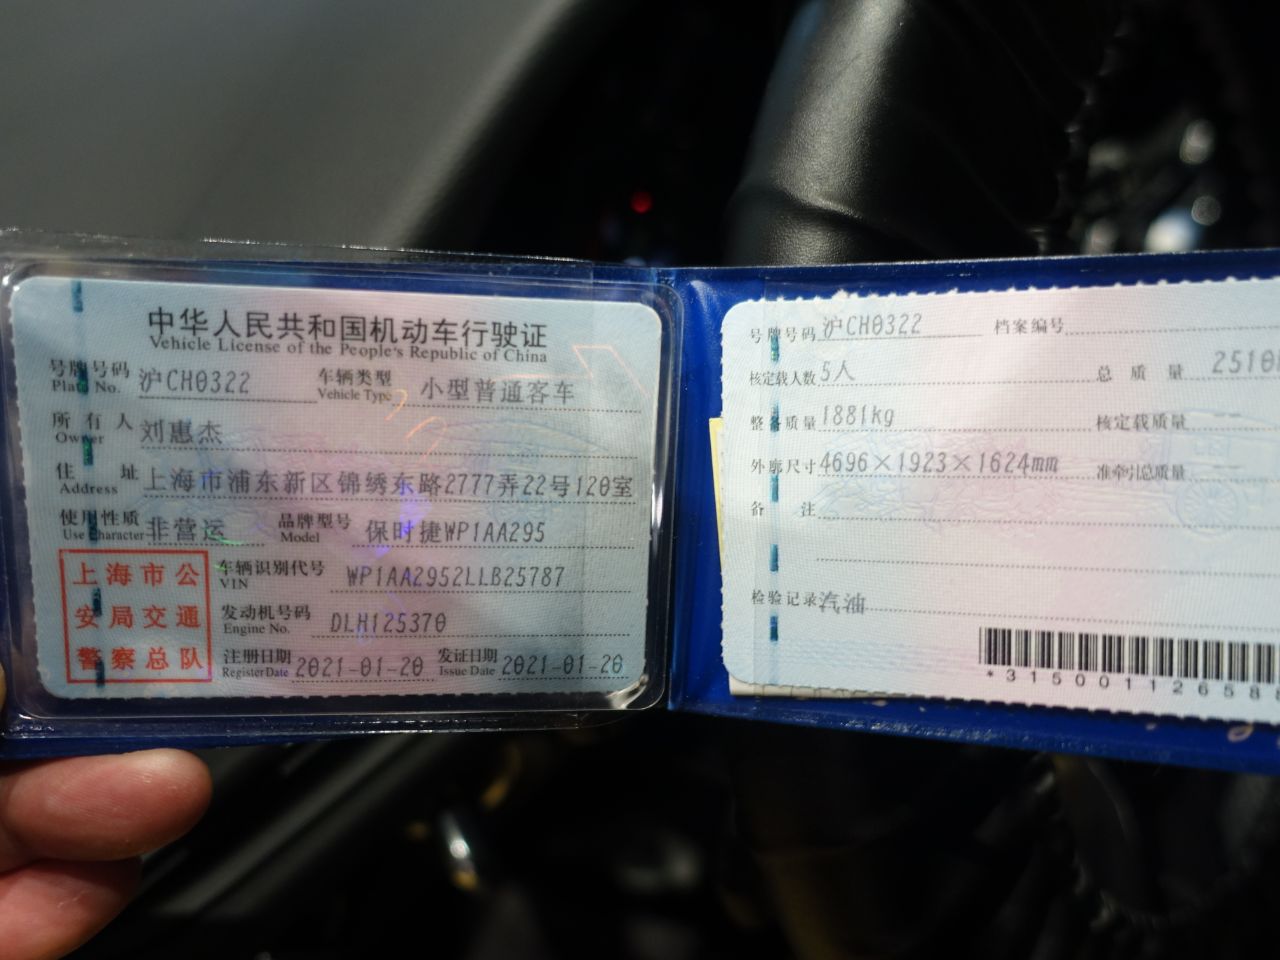 中华人民共和国机动车行驶证
Vehicle License of the People's Republic of China
号牌号码 沪CH0322 车辆类型 小型普通客车
Plate No. Vehicle Type
所有人 刘惠杰
Owner
住址 上海市浦东新区锦绣东路2777弄22号120室
Address
使用性质 非营运 品牌型号 保时捷WP1AA295
Use Character Model
上海市公
安局交通
警察总队
车辆识别代号 WP1AA2952LLB25787
VIN
发动机号码 DLH125370
Engine No.
注册日期 2021-01-20 发证日期 2021-01-20
Register Date Issue Date
号牌号码 沪CH0322 档案编号
核定载人数 5人 总质量 2510
整备质量 1881kg 核定载质量
外廓尺寸 4696×1923×1624mm 准牵引总质量
备注
检验记录 汽油
*315001126585